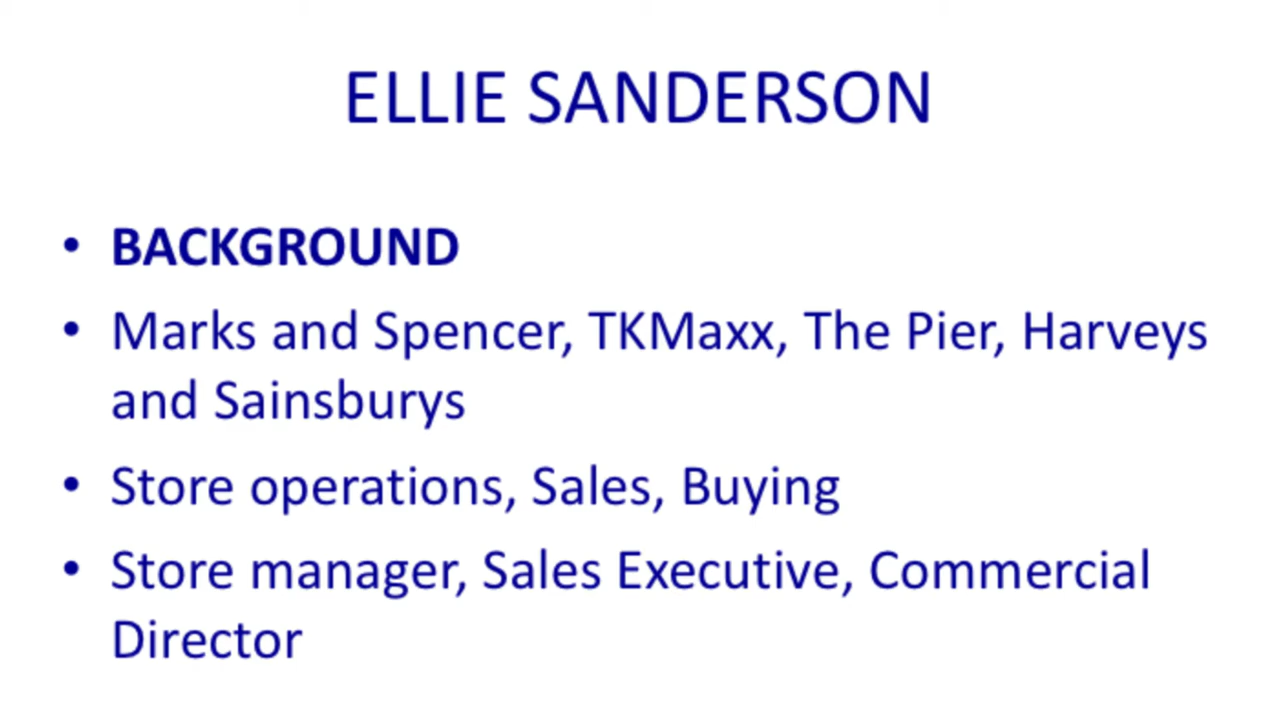 ELLIE SANDERSON
• BACKGROUND
• Marks and Spencer, TKMaxx, The Pier, Harveys
and Sainsburys
• Store operations, Sales, Buying
• Store manager, Sales Executive, Commercial
Director